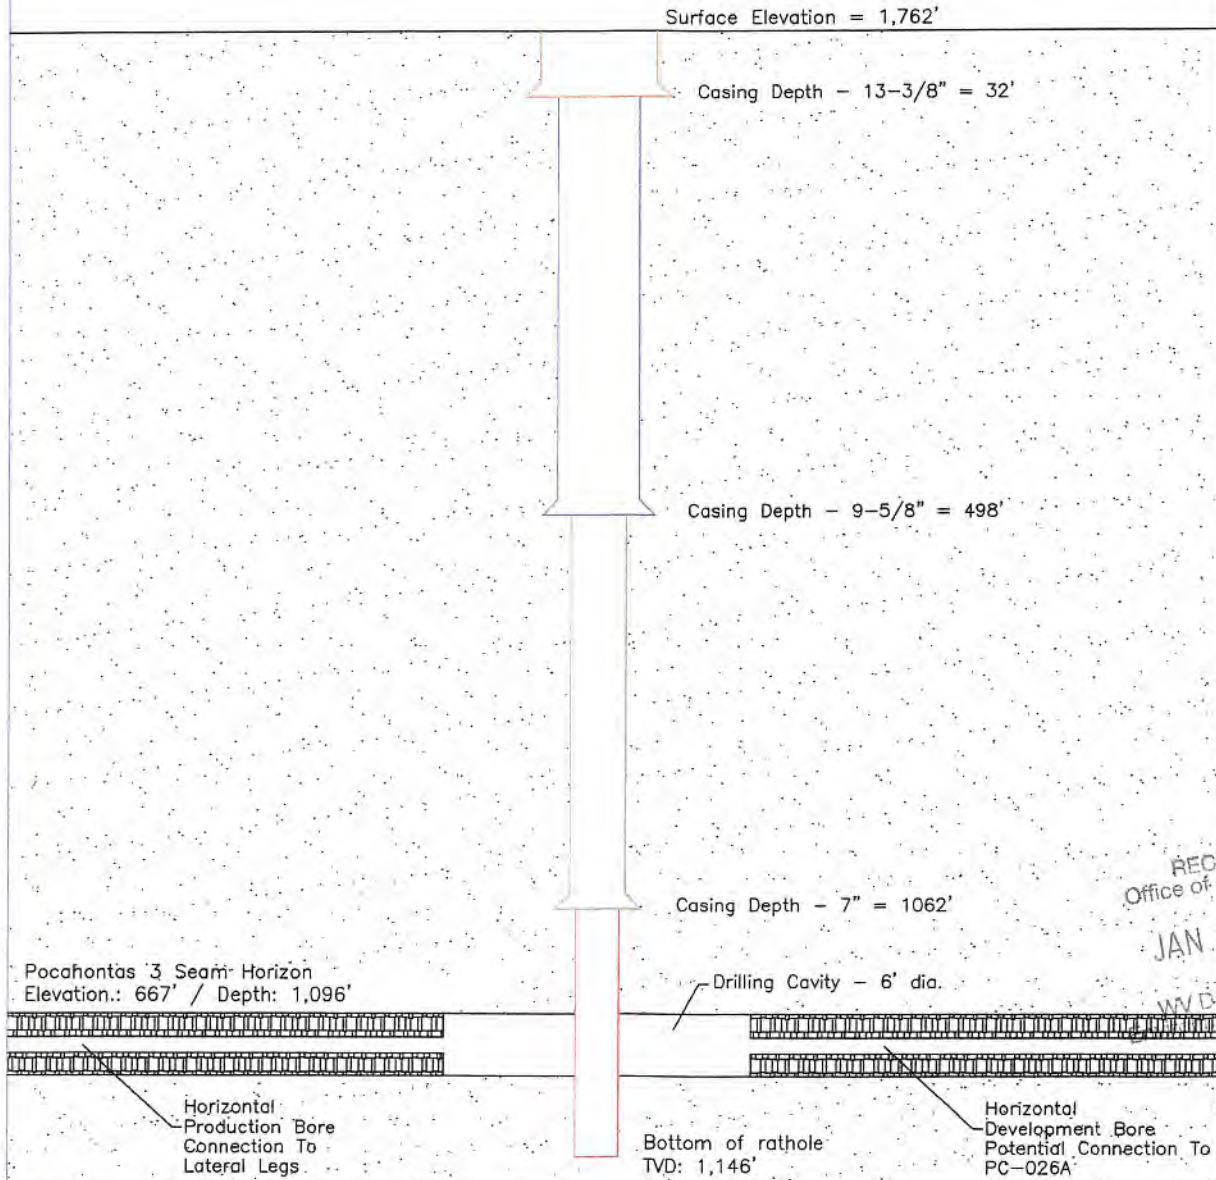 Surface Elevation = 1,762'
Casing Depth - 13-3/8" = 32'
Casing Depth - 9-5/8" = 498'
Casing Depth - 7" = 1062'
REC
Office of
JAN
WV D
Pocahontas 3 Seam Horizon
Elevation.: 667' / Depth: 1,096'
Drilling Cavity - 6' dia.
Horizontal
Production Bore
Connection To
Lateral Legs
Bottom of rathole
TVD: 1,146'
Horizontal
Development Bore
Potential Connection To
PC-026A